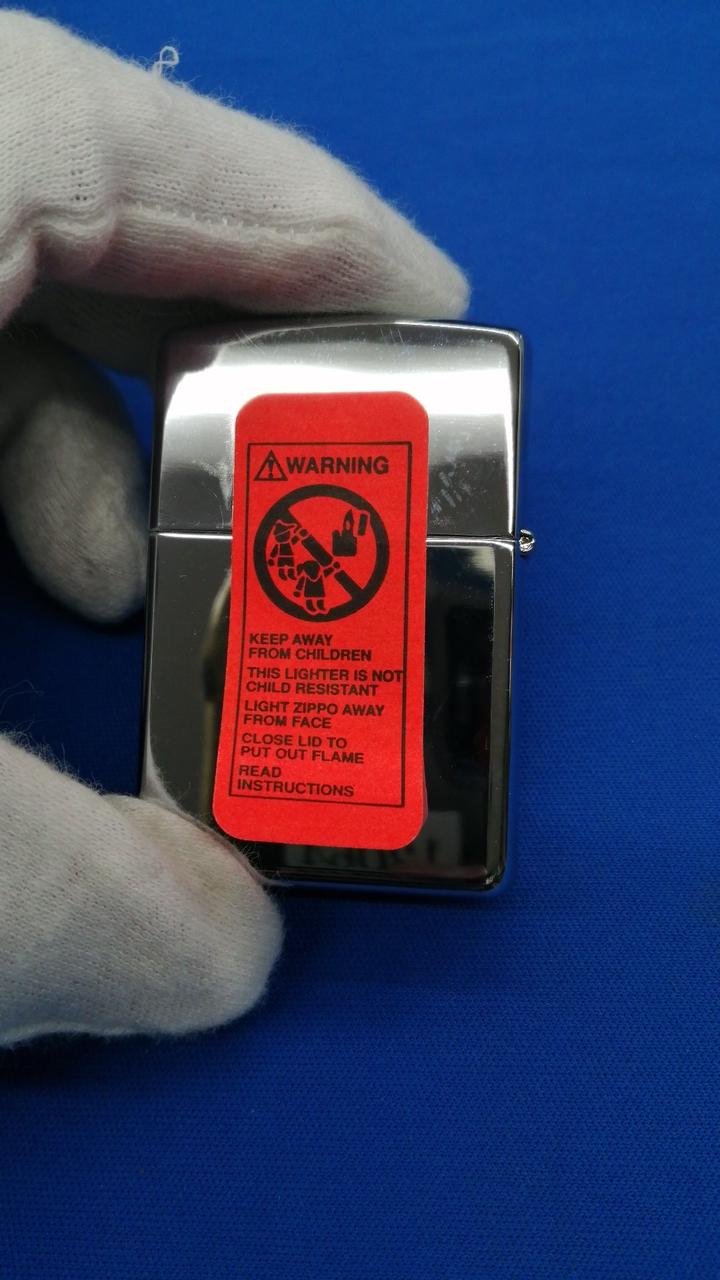 WARNING
KEEP AWAY
FROM CHILDREN
THIS LIGHTER IS NOT
CHILD RESISTANT
LIGHT ZIPPO AWAY
FROM FACE
CLOSE LID TO
PUT OUT FLAME
READ
INSTRUCTIONS